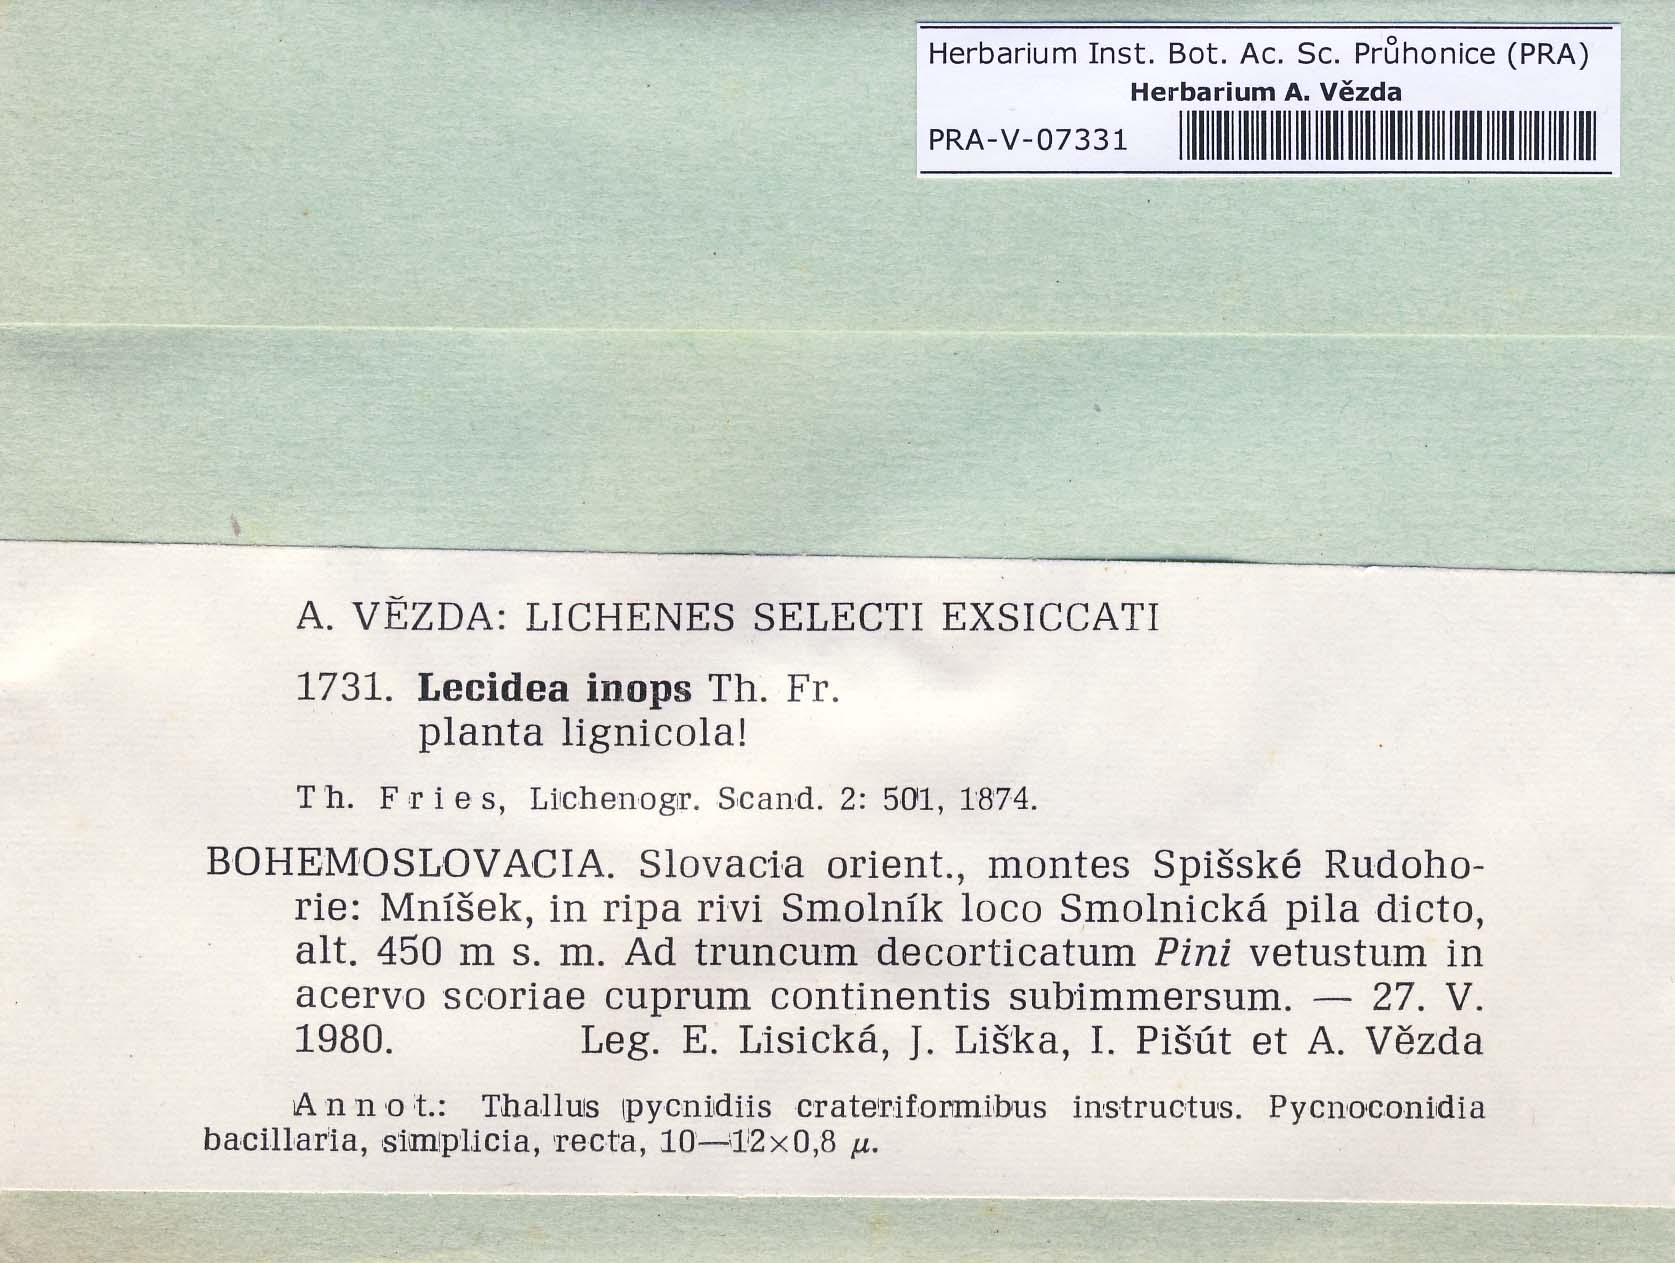 Herbarium Inst. Bot. Ac. Sc. Průhonice (PRA)
Herbarium A. Vězda
PRA-V-07331
A. VĚZDA: LICHENES SELECTI EXSICCATI
1731. Lecidea inops Th. Fr.
planta lignicola!
Th. Fries, Lichenogr. Scand. 2: 501, 1874.
BOHEMOSLOVACIA. Slovacia orient., montes Spišské Rudoho-
rie: Mníšek, in ripa rivi Smolník loco Smolnická pila dicto,
alt. 450 m s. m. Ad truncum decorticatum Pini vetustum in
acervo scoriae cuprum continentis subimmersum. — 27. V.
1980. Leg. E. Lisická, J. Liška, I. Pišút et A. Vězda
Annot.: Thallus pycnidiis crateriformibus instructus. Pycnoconidia
bacillaria, simplicia, recta, 10—12×0,8 µ.